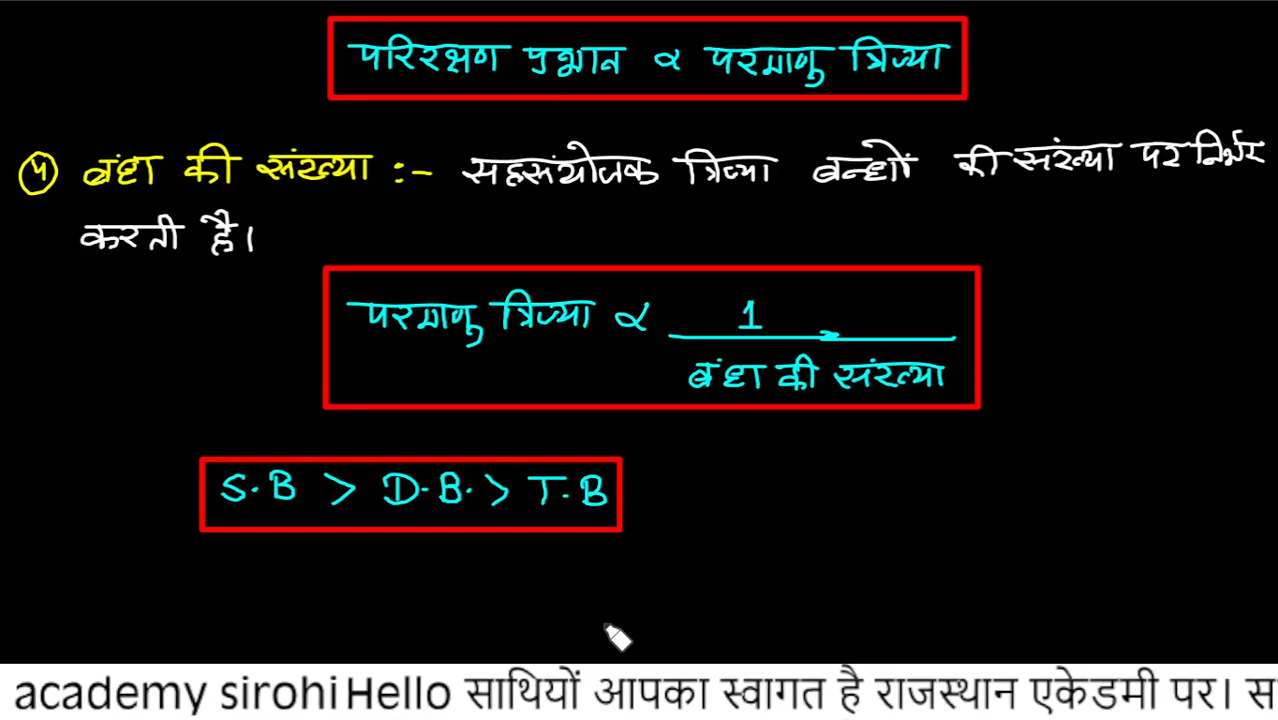 परिरक्षण प्रभाव ∝ परमाणु त्रिज्या
(५) बंध की संख्या :- सहसंयोजक त्रिज्या बन्धों की संख्या पर निर्भर
करती है।
परमाणु त्रिज्या ∝ 1
बंध की संख्या
S.B > D.B. > T.B
academy sirohi Hello साथियों आपका स्वागत है राजस्थान एकेडमी पर। स